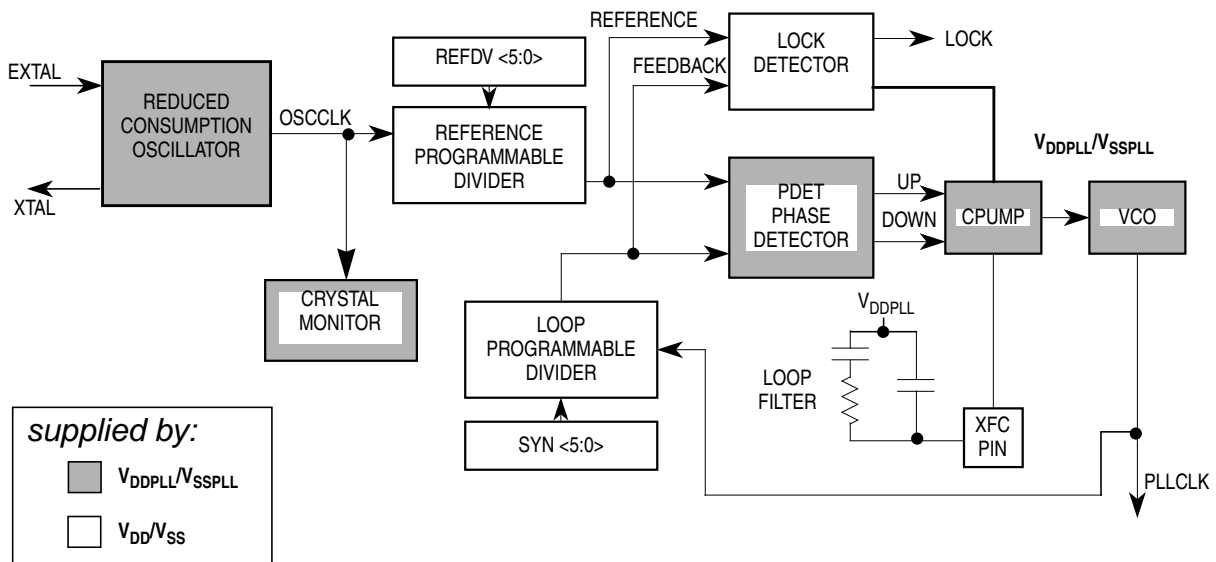 REFERENCE
LOCK
DETECTOR
LOCK
REFDV <5:0>
FEEDBACK
EXTAL
REDUCED
CONSUMPTION
OSCILLATOR
OSCCLK
REFERENCE
PROGRAMMABLE
DIVIDER
XTAL
PDET
PHASE
DETECTOR
UP
DOWN
CPUMP
VDDPLL/VSSPLL
VCO
CRYSTAL
MONITOR
LOOP
PROGRAMMABLE
DIVIDER
SYN <5:0>
VDDPLL
LOOP
FILTER
XFC
PIN
PLLCLK
supplied by:
VDDPLL/VSSPLL
VDD/VSS